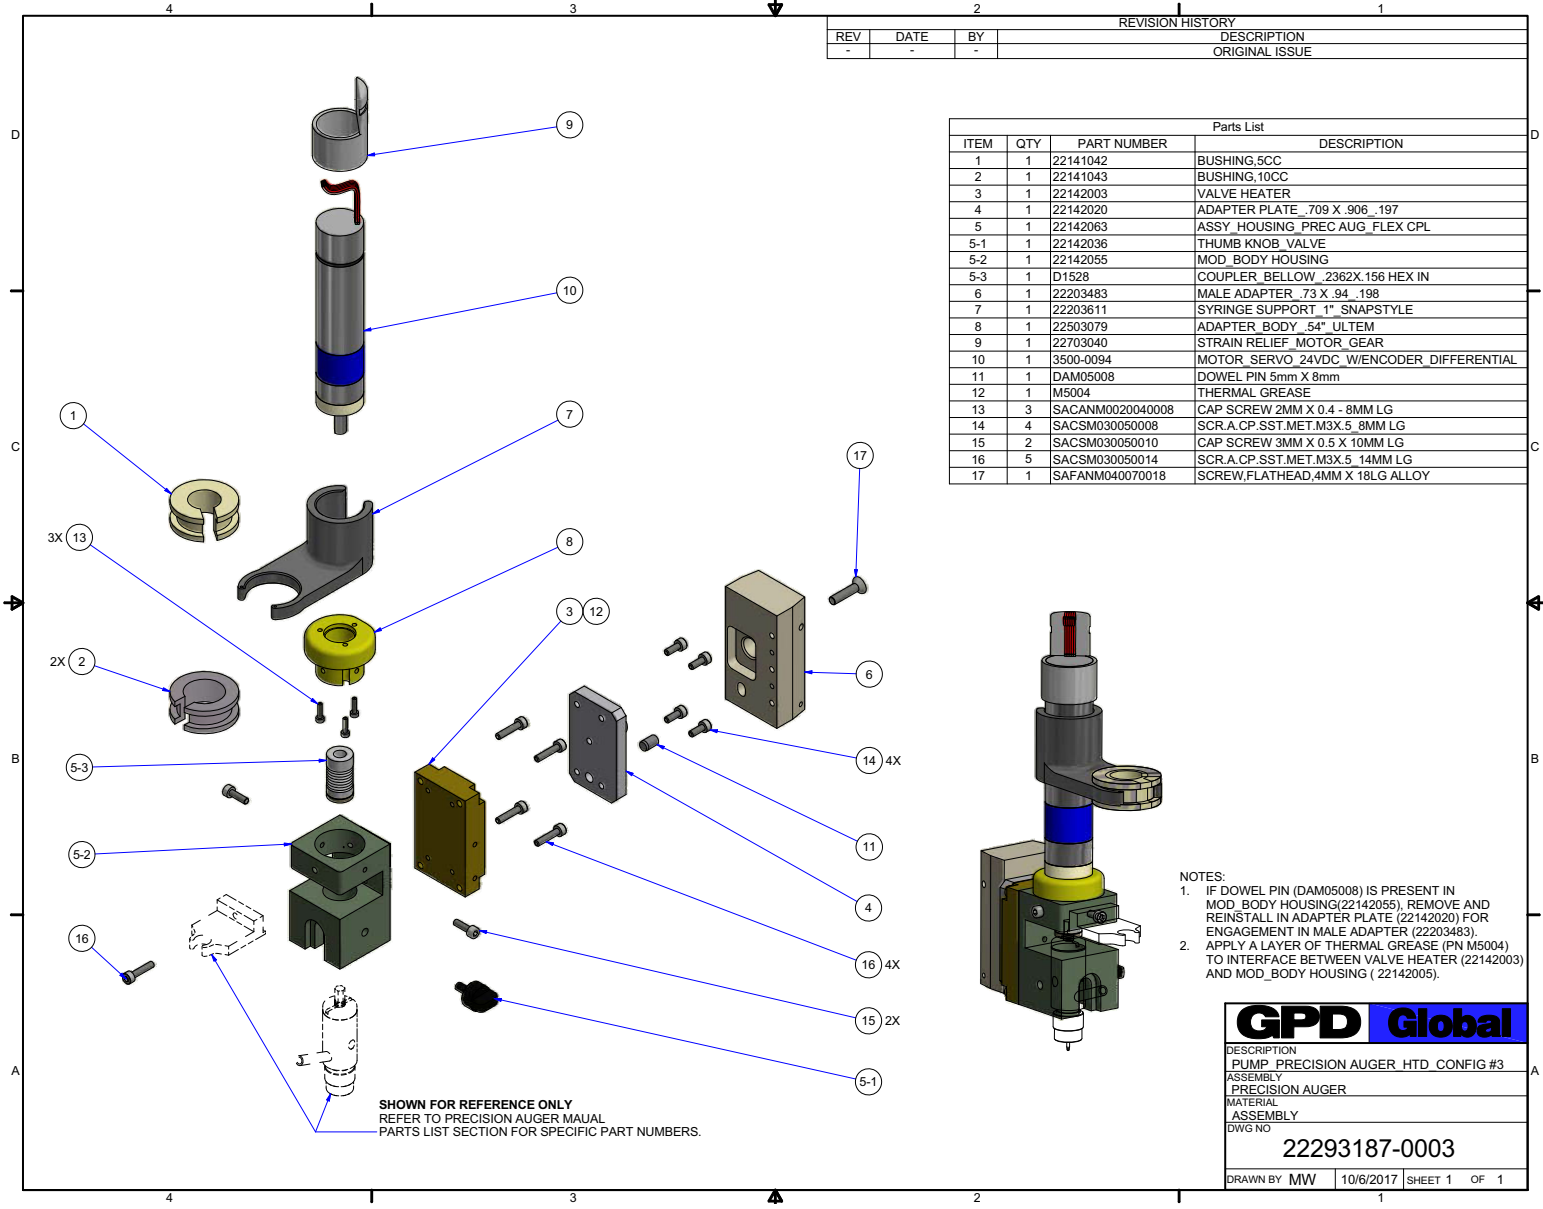 4 3 2 1
REVISION HISTORY
REV DATE BY DESCRIPTION
- - - ORIGINAL ISSUE
D D
Parts List
ITEM QTY PART NUMBER DESCRIPTION
1 1 22141042 BUSHING,5CC
2 1 22141043 BUSHING,10CC
3 1 22142003 VALVE HEATER
4 1 22142020 ADAPTER PLATE_.709 X .906_.197
5 1 22142063 ASSY_HOUSING_PREC AUG_FLEX CPL
5-1 1 22142036 THUMB KNOB_VALVE
5-2 1 22142055 MOD_BODY HOUSING
5-3 1 D1528 COUPLER_BELLOW_.2362X.156 HEX IN
6 1 22203483 MALE ADAPTER_.73 X .94_.198
7 1 22203611 SYRINGE SUPPORT_1"_SNAPSTYLE
8 1 22503079 ADAPTER_BODY_.54"_ULTEM
9 1 22703040 STRAIN RELIEF_MOTOR_GEAR
10 1 3500-0094 MOTOR_SERVO_24VDC_W/ENCODER_DIFFERENTIAL
11 1 DAM05008 DOWEL PIN 5mm X 8mm
12 1 M5004 THERMAL GREASE
13 3 SACANM0020040008 CAP SCREW 2MM X 0.4 - 8MM LG
14 4 SACSM030050008 SCR.A.CP.SST.MET.M3X.5_8MM LG
15 2 SACSM030050010 CAP SCREW 3MM X 0.5 X 10MM LG
16 5 SACSM030050014 SCR.A.CP.SST.MET.M3X.5_14MM LG
17 1 SAFANM040070018 SCREW,FLATHEAD,4MM X 18LG ALLOY
9
10
1
7
C C
17
3X 13
8
3 12
2X 2
6
B B
5-3
14 4X
5-2
11
4
16
16 4X
15 2X
5-1
A A
NOTES:
1. IF DOWEL PIN (DAM05008) IS PRESENT IN
MOD_BODY HOUSING(22142055), REMOVE AND
REINSTALL IN ADAPTER PLATE (22142020) FOR
ENGAGEMENT IN MALE ADAPTER (22203483).
2. APPLY A LAYER OF THERMAL GREASE (PN M5004)
TO INTERFACE BETWEEN VALVE HEATER (22142003)
AND MOD_BODY HOUSING ( 22142005).
SHOWN FOR REFERENCE ONLY
REFER TO PRECISION AUGER MAUAL
PARTS LIST SECTION FOR SPECIFIC PART NUMBERS.
GPD Global
DESCRIPTION
PUMP_PRECISION AUGER_HTD_CONFIG #3
ASSEMBLY
PRECISION AUGER
MATERIAL
ASSEMBLY
DWG NO
22293187-0003
DRAWN BY MW 10/6/2017 SHEET 1 OF 1
4 3 2 1